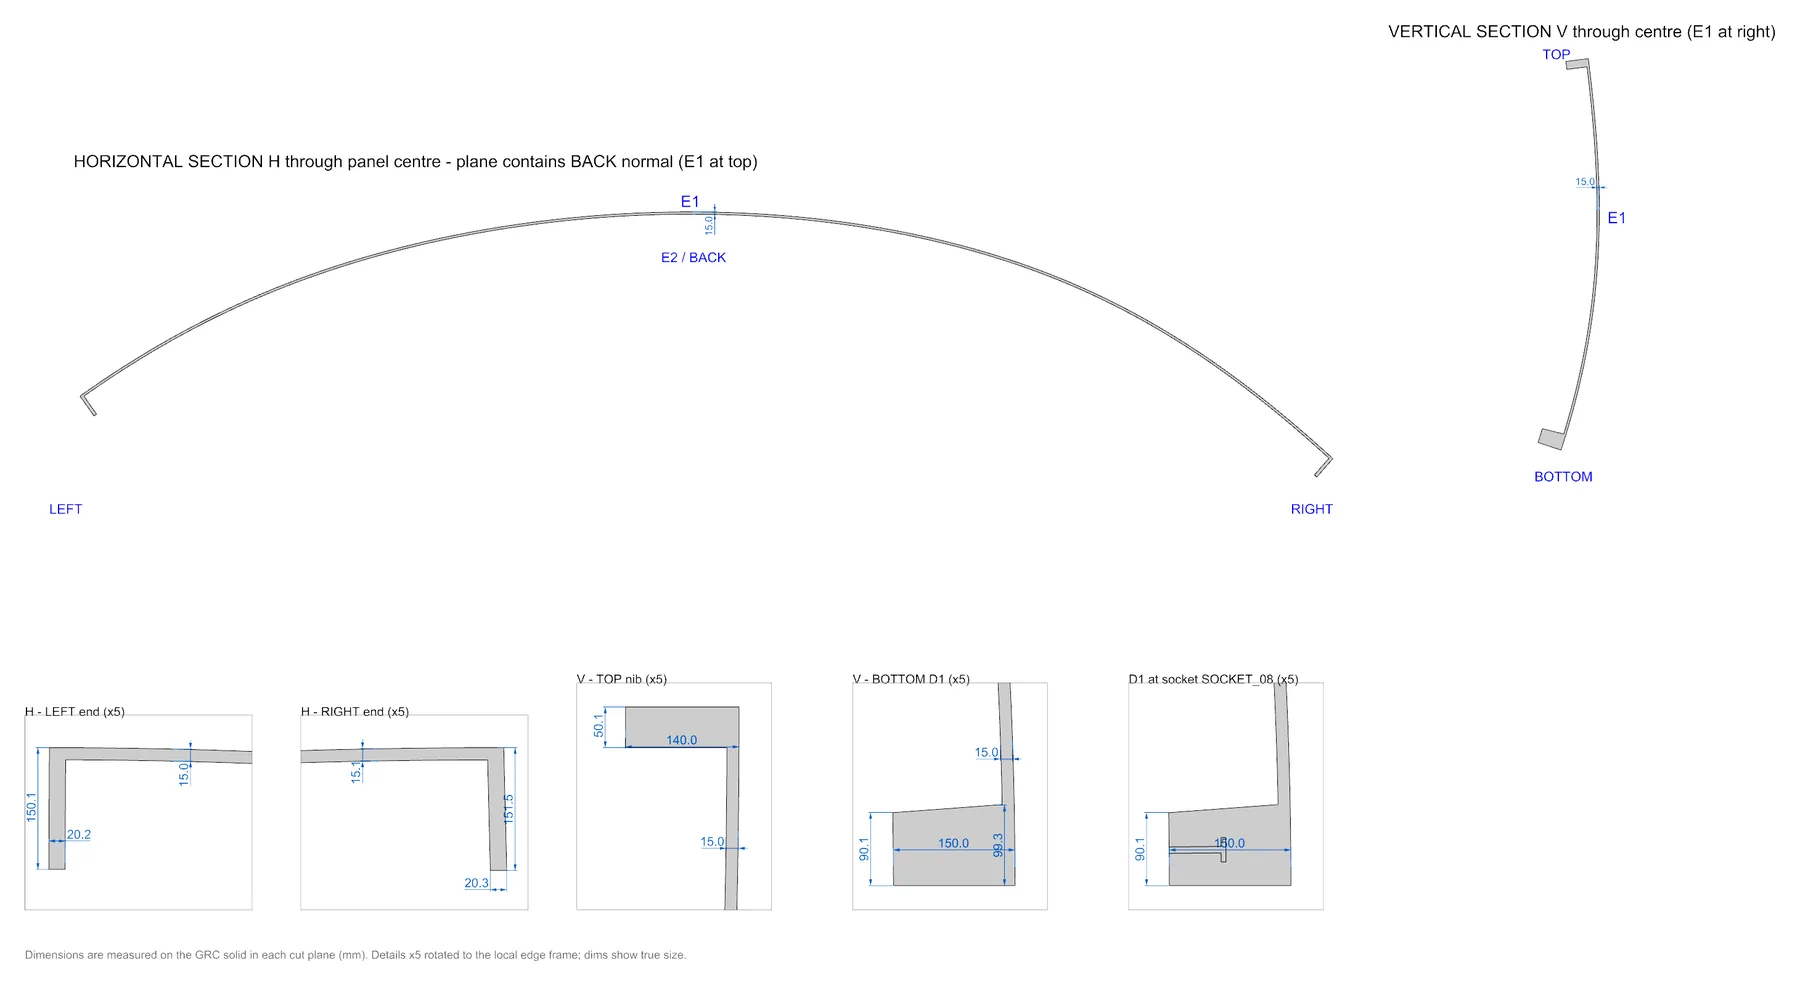 VERTICAL SECTION V through centre (E1 at right)
TOP
HORIZONTAL SECTION H through panel centre - plane contains BACK normal (E1 at top)
15.0
E1
E1
15.0
E2 / BACK
BOTTOM
LEFT
RIGHT
H - LEFT end (x5)
150.1
15.0
20.2
H - RIGHT end (x5)
15.1
151.5
20.3
V - TOP nib (x5)
50.1
140.0
15.0
V - BOTTOM D1 (x5)
15.0
90.1
150.0
99.3
D1 at socket SOCKET_08 (x5)
90.1
150.0
Dimensions are measured on the GRC solid in each cut plane (mm). Details x5 rotated to the local edge frame; dims show true size.